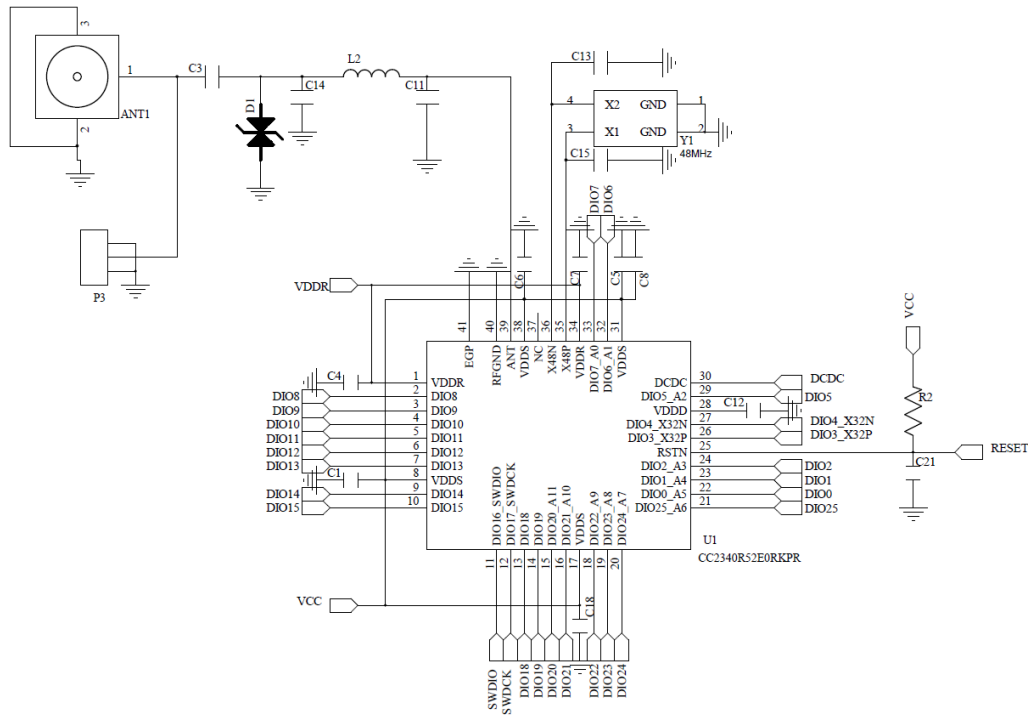 3
1
ANT1
2
C3
D1
C14
L2
C11
C13
4
X2
GND
1
3
X1
GND
2
Y1
48MHz
C15
DIO7
DIO6
P3
VDDR
C6
C7
C5
C8
41
40
39
38
37
36
35
34
33
32
31
EGP
RFGND
ANT
VDDS
NC
X48N
X48P
VDDR
DIO7_A0
DIO6_A1
VDDS
VCC
R2
C21
RESET
C4
1
VDDR
DIO8
2
DIO8
DIO9
3
DIO9
DIO10
4
DIO10
DIO11
5
DIO11
DIO12
6
DIO12
DIO13
7
DIO13
C1
8
VDDS
DIO14
9
DIO14
DIO15
10
DIO15
DCDC
30
DCDC
DIO5_A2
29
DIO5
VDDD
28
C12
DIO4_X32N
27
DIO4_X32N
DIO3_X32P
26
DIO3_X32P
RSTN
25
DIO2_A3
24
DIO2
DIO1_A4
23
DIO1
DIO0_A5
22
DIO0
DIO25_A6
21
DIO25
DIO16_SWDIO
DIO17_SWDCK
DIO18
DIO19
DIO20_A11
DIO21_A10
VDDS
DIO22_A9
DIO23_A8
DIO24_A7
U1
CC2340R52E0RKPR
11
12
13
14
15
16
17
18
19
20
VCC
C18
SWDIO
SWDCK
DIO18
DIO19
DIO20
DIO21
DIO22
DIO23
DIO24